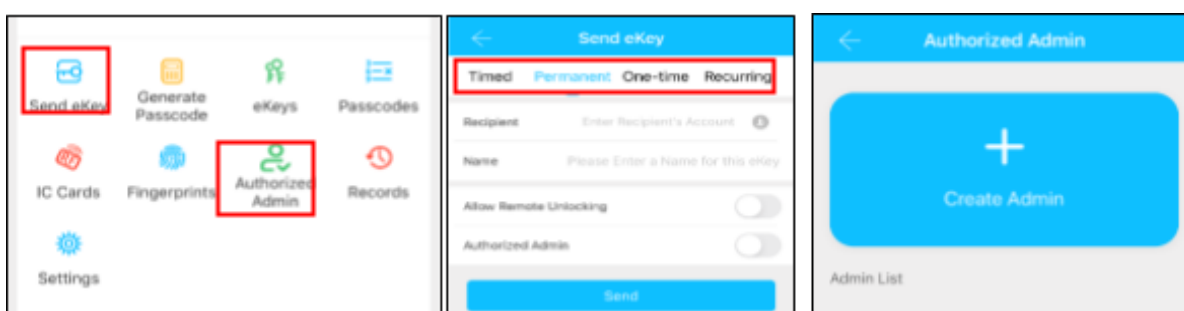 Send eKey
Generate
Passcode
eKeys
Passcodes
IC Cards
Fingerprints
Authorized
Admin
Records
Settings
Send eKey
Timed Permanent One-time Recurring
Recipient Enter Recipient's Account
Name Please Enter a Name for this eKey
Allow Remote Unlocking
Authorized Admin
Send
Authorized Admin
Create Admin
Admin List